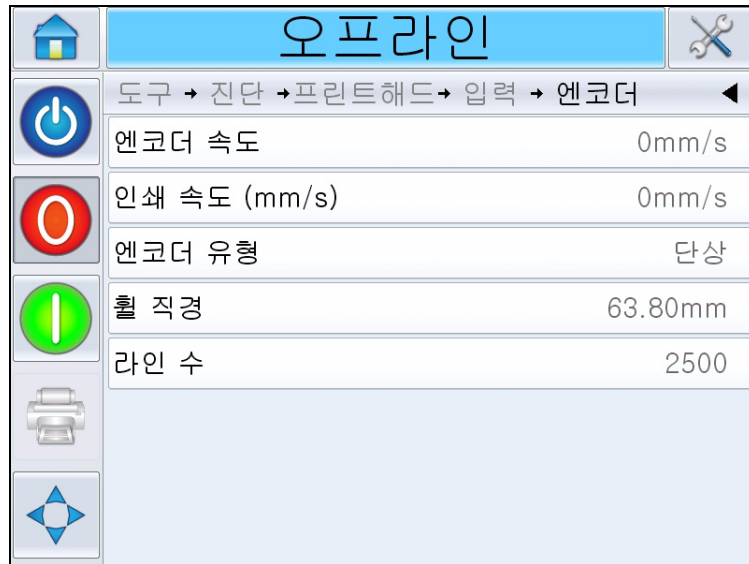 오프라인
도구 → 진단 →프린트해드→ 입력 → 엔코더
엔코더 속도 0mm/s
인쇄 속도 (mm/s) 0mm/s
엔코더 유형 단상
휠 직경 63.80mm
라인 수 2500